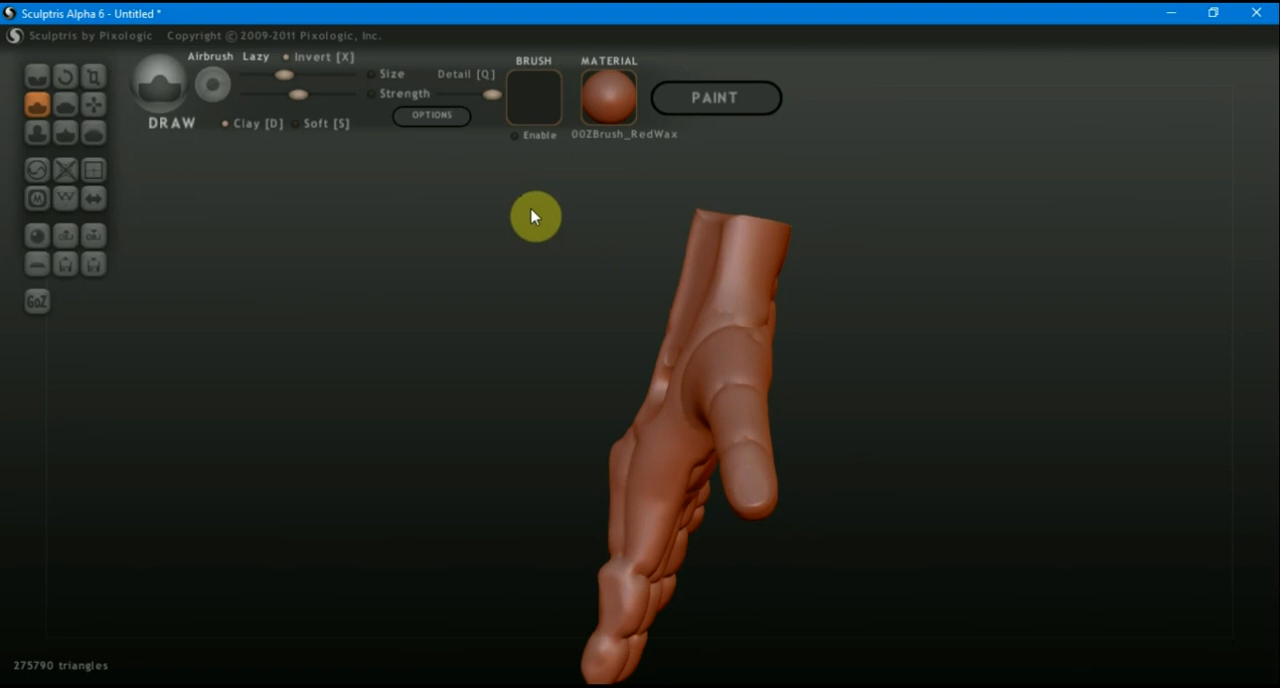 Sculptris Alpha 6 - Untitled *
Sculptris by Pixologic Copyright © 2009-2011 Pixologic, Inc.
Airbrush Lazy Invert [X]
Size Detail [Q]
Strength
OPTIONS
DRAW Clay [D] Soft [S]
BRUSH
Enable
MATERIAL
00ZBrush_RedWax
PAINT
GoZ
275790 triangles